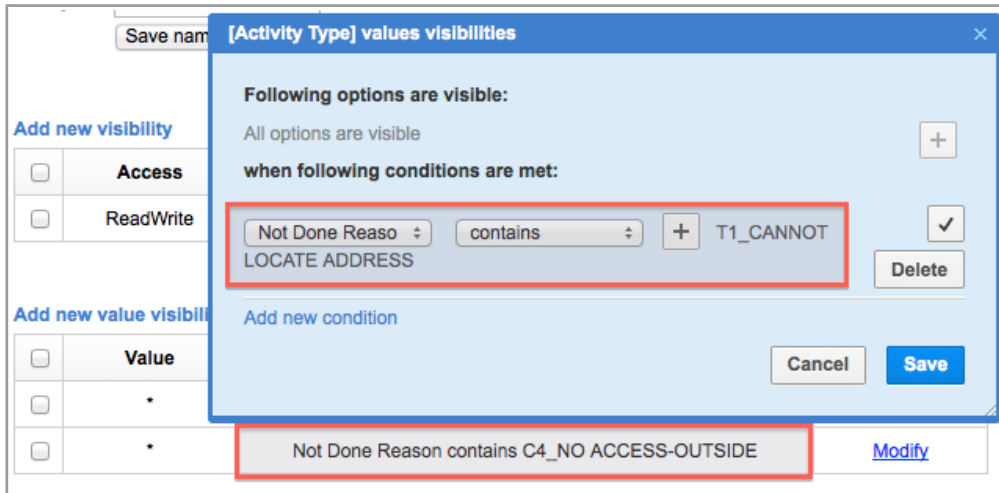 Save nam
[Activity Type] values visibilities
Following options are visible:
All options are visible
when following conditions are met:
Not Done Reaso contains + T1_CANNOT
LOCATE ADDRESS
Delete
Add new condition
Cancel Save
Add new visibility
Access
ReadWrite
Add new value visibili
Value
*
* Not Done Reason contains C4_NO ACCESS-OUTSIDE Modify